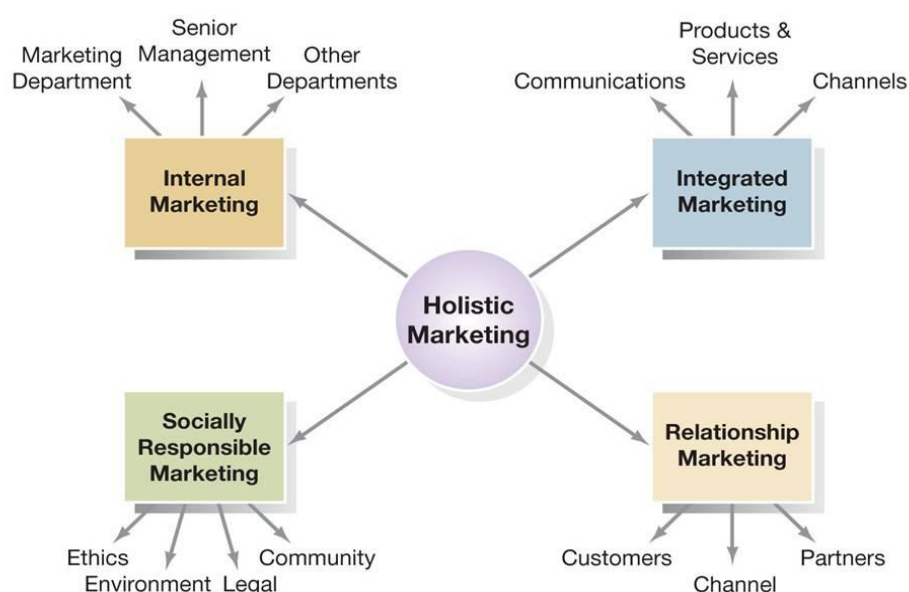 Senior
Management
Marketing
Department
Other
Departments
Products &
Services
Communications
Channels
Internal
Marketing
Integrated
Marketing
Holistic
Marketing
Socially
Responsible
Marketing
Relationship
Marketing
Ethics
Environment
Legal
Community
Customers
Channel
Partners